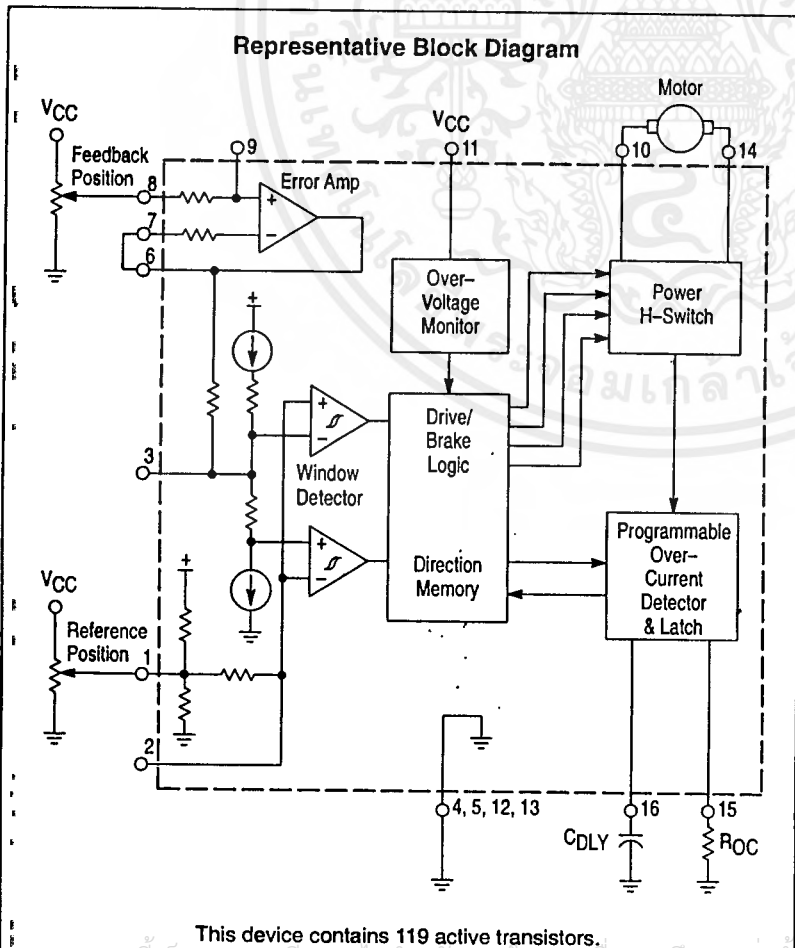 Representative Block Diagram
Motor
VCC
VCC
9
11
10
14
Feedback
Position
8
Error Amp
7
6
Over–
Voltage
Monitor
Power
H–Switch
3
Window
Detector
Drive/
Brake
Logic
Direction
Memory
Programmable
Over–
Current
Detector
& Latch
VCC
Reference
Position
1
2
4, 5, 12, 13
16
15
CDLY
ROC
This device contains 119 active transistors.